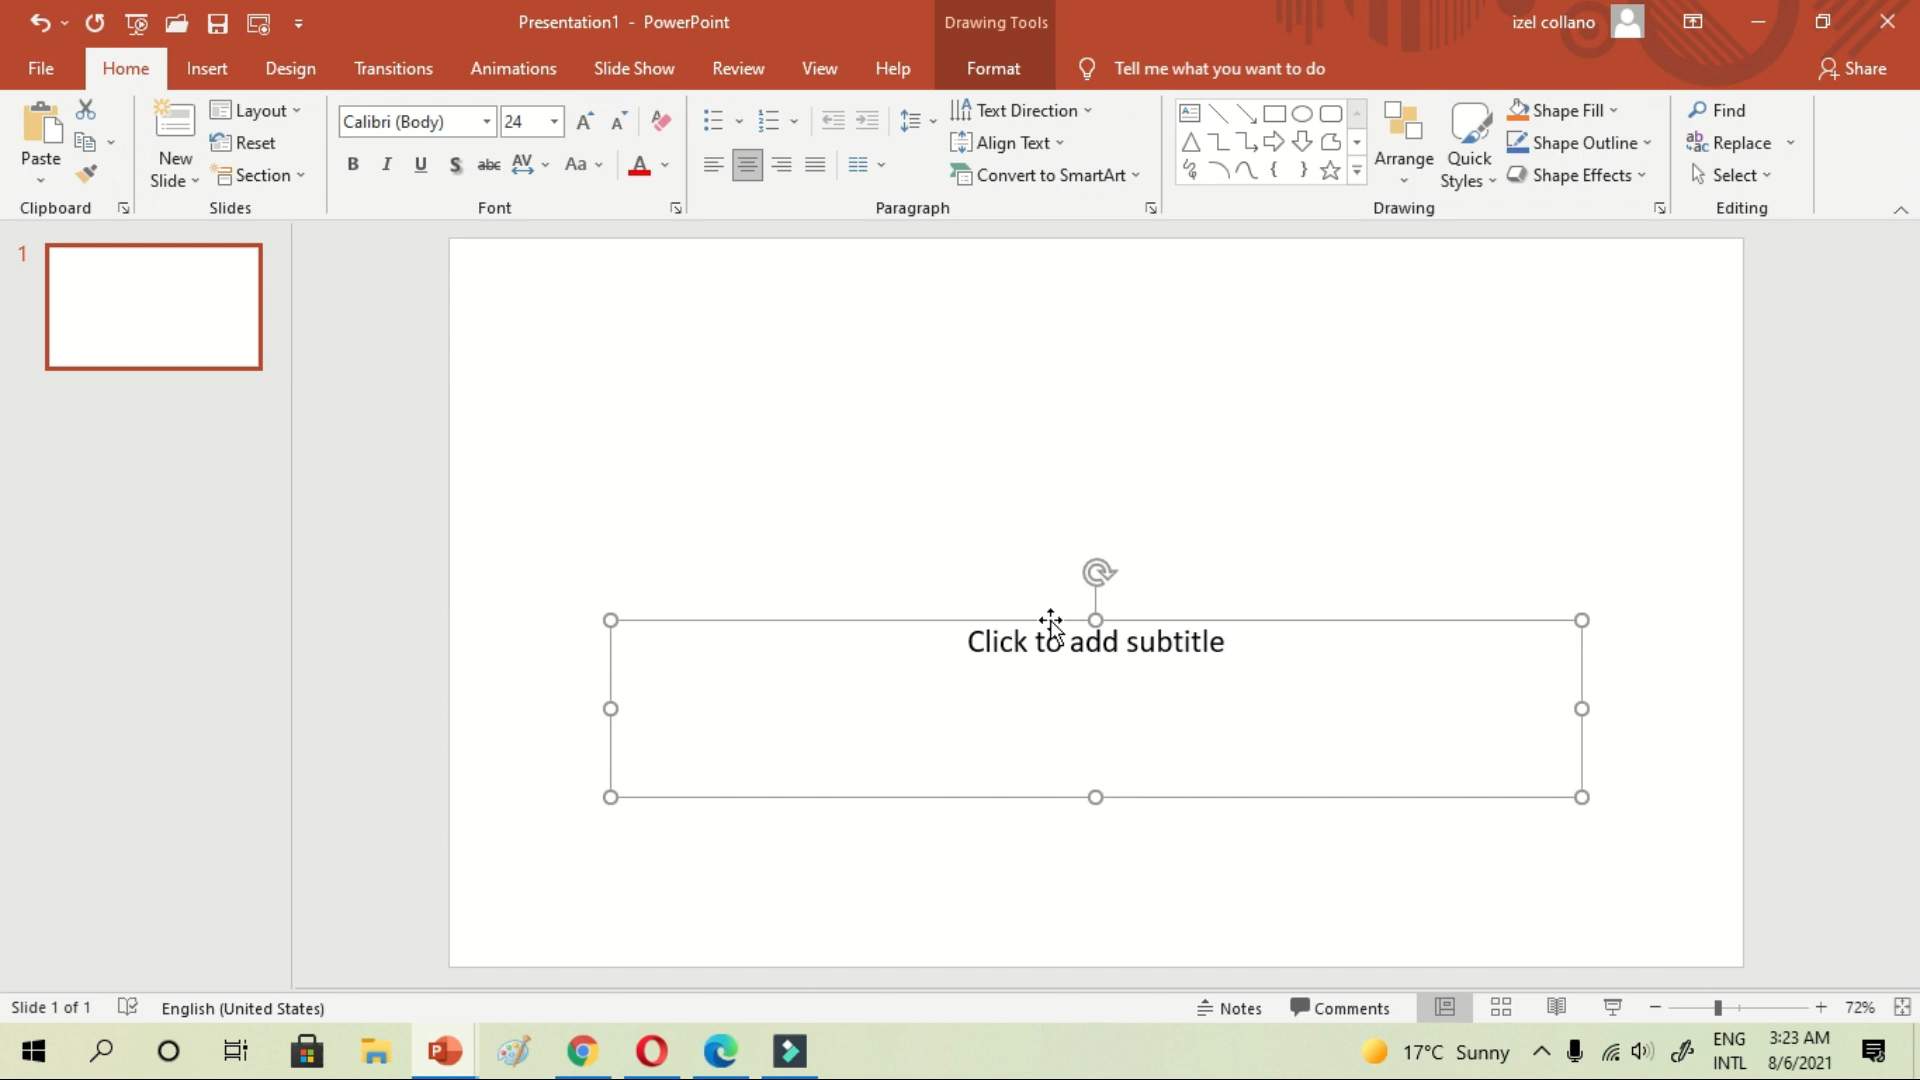 Presentation1 - PowerPoint
Drawing Tools
izel collano
File
Home
Insert
Design
Transitions
Animations
Slide Show
Review
View
Help
Format
Tell me what you want to do
Share
Paste
New
Slide
Layout
Reset
Section
Calibri (Body)
24
B
I
U
S
abc
AV
Aa
A
Text Direction
Align Text
Convert to SmartArt
Arrange
Quick
Styles
Shape Fill
Shape Outline
Shape Effects
Find
Replace
Select
Clipboard
Slides
Font
Paragraph
Drawing
Editing
1
Click to add subtitle
Slide 1 of 1
English (United States)
Notes
Comments
72%
17°C Sunny
ENG
INTL
3:23 AM
8/6/2021